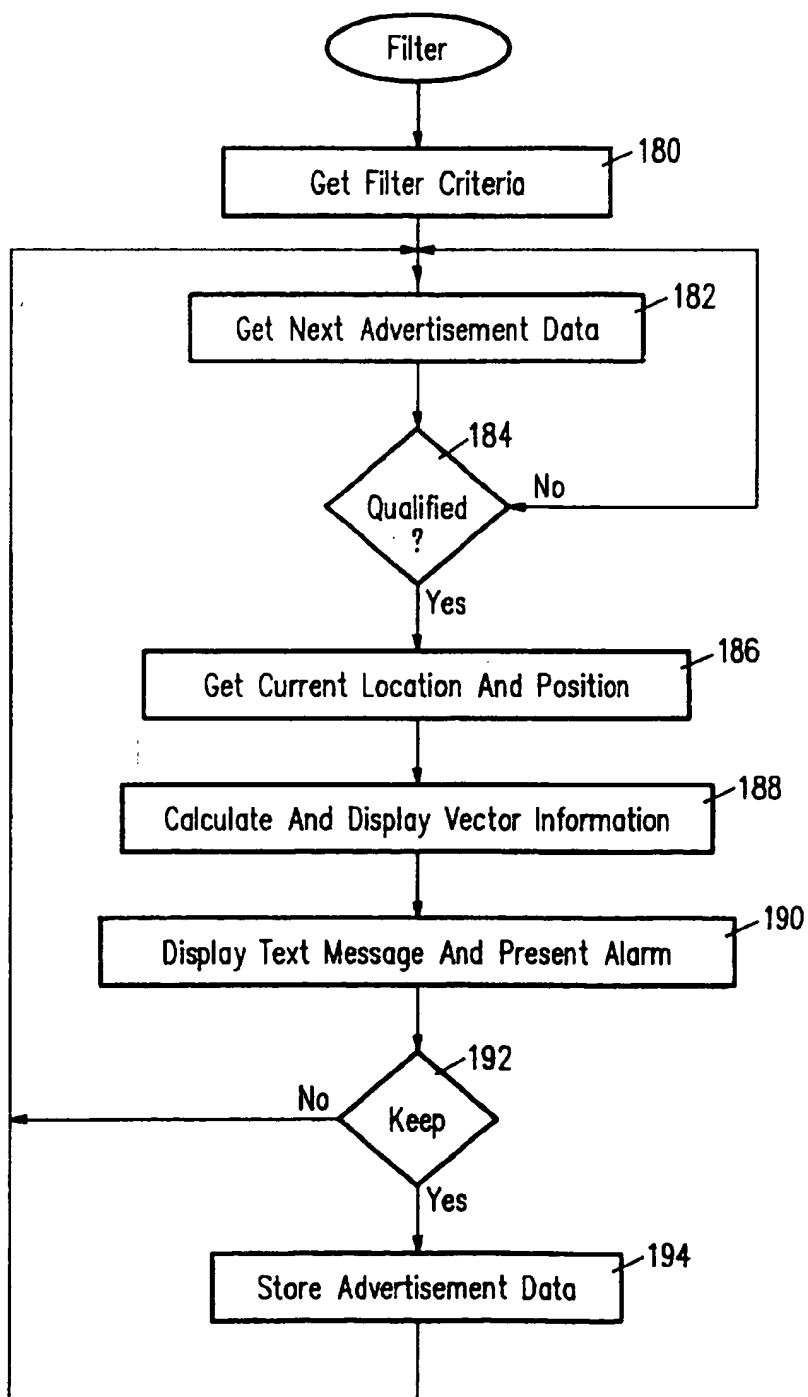 Filter
180
Get Filter Criteria
182
Get Next Advertisement Data
184
Qualified
?
No
Yes
186
Get Current Location And Position
188
Calculate And Display Vector Information
190
Display Text Message And Present Alarm
192
No
Keep
Yes
194
Store Advertisement Data